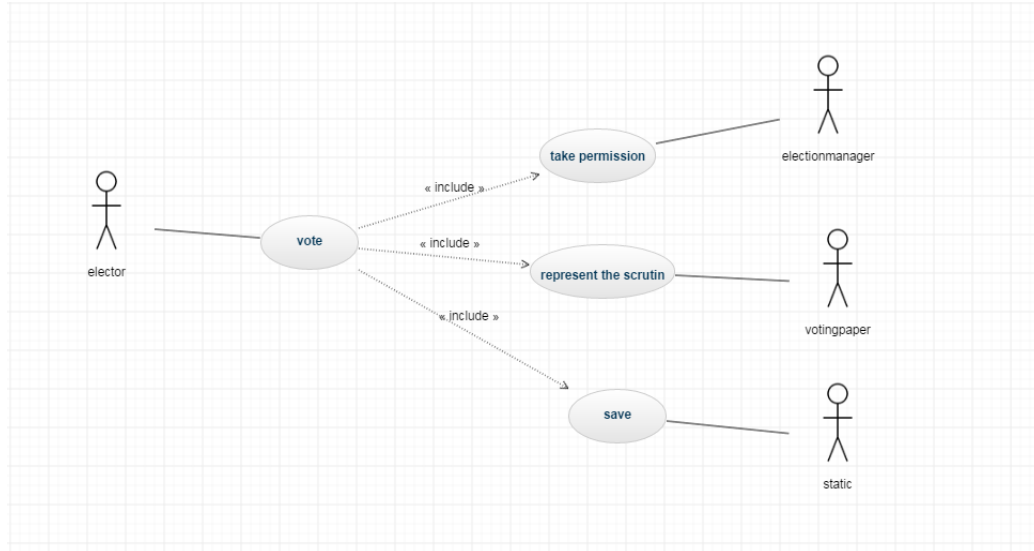 electionmanager
take permission
« include »
elector
vote
« include »
represent the scrutin
votingpaper
« include »
save
static